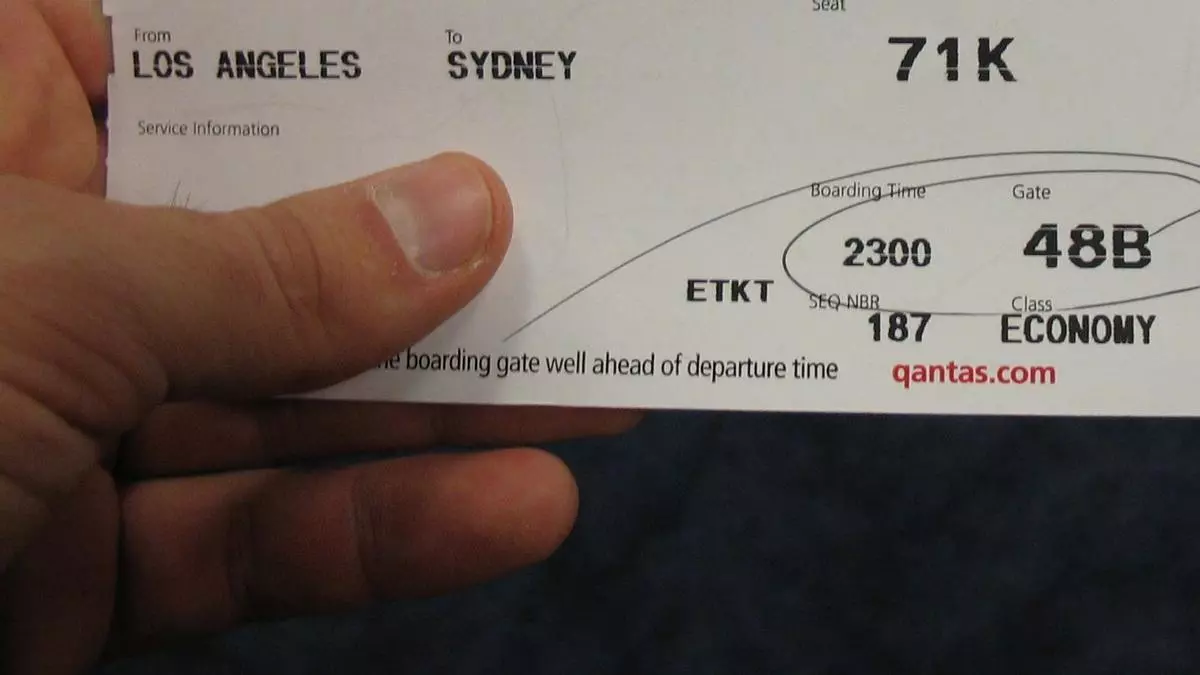 Seat
From To
LOS ANGELES SYDNEY 71K
Service Information
Boarding Time Gate
2300 48B
ETKT
SEQ NBR Class
187 ECONOMY
boarding gate well ahead of departure time qantas.com